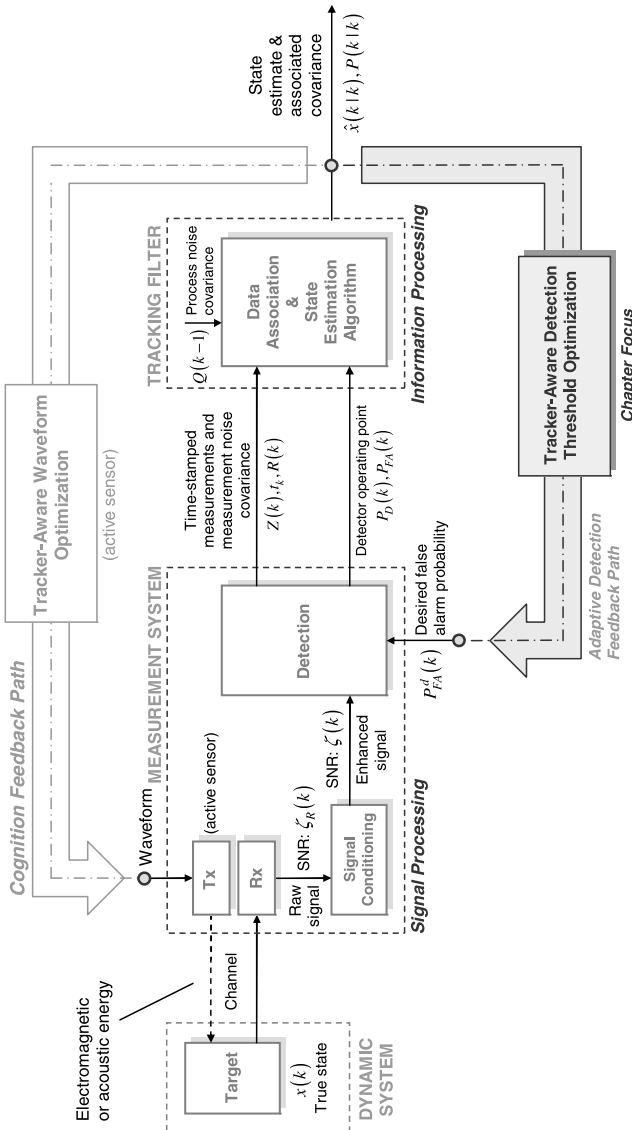 Cognition Feedback Path
Tracker-Aware Waveform
Optimization
(active sensor)
Electromagnetic
or acoustic energy
Waveform
MEASUREMENT SYSTEM
TRACKING FILTER
Target
x(k)
True state
DYNAMIC
SYSTEM
Channel
Tx
(active sensor)
Rx
Raw
signal
SNR: ζ_R(k)
Signal
Conditioning
SNR: ζ(k)
Enhanced
signal
Detection
Signal Processing
Time-stamped
measurements and
measurement noise
covariance
Z(k), t_k, R(k)
Detector operating point
P_D(k), P_FA(k)
Q(k−1)
Process noise
covariance
Data
Association
&
State
Estimation
Algorithm
Information Processing
State
estimate &
associated
covariance
x̂(k|k), P(k|k)
P^d_FA(k)
Desired false
alarm probability
Tracker-Aware Detection
Threshold Optimization
Adaptive Detection
Feedback Path
Chapter Focus